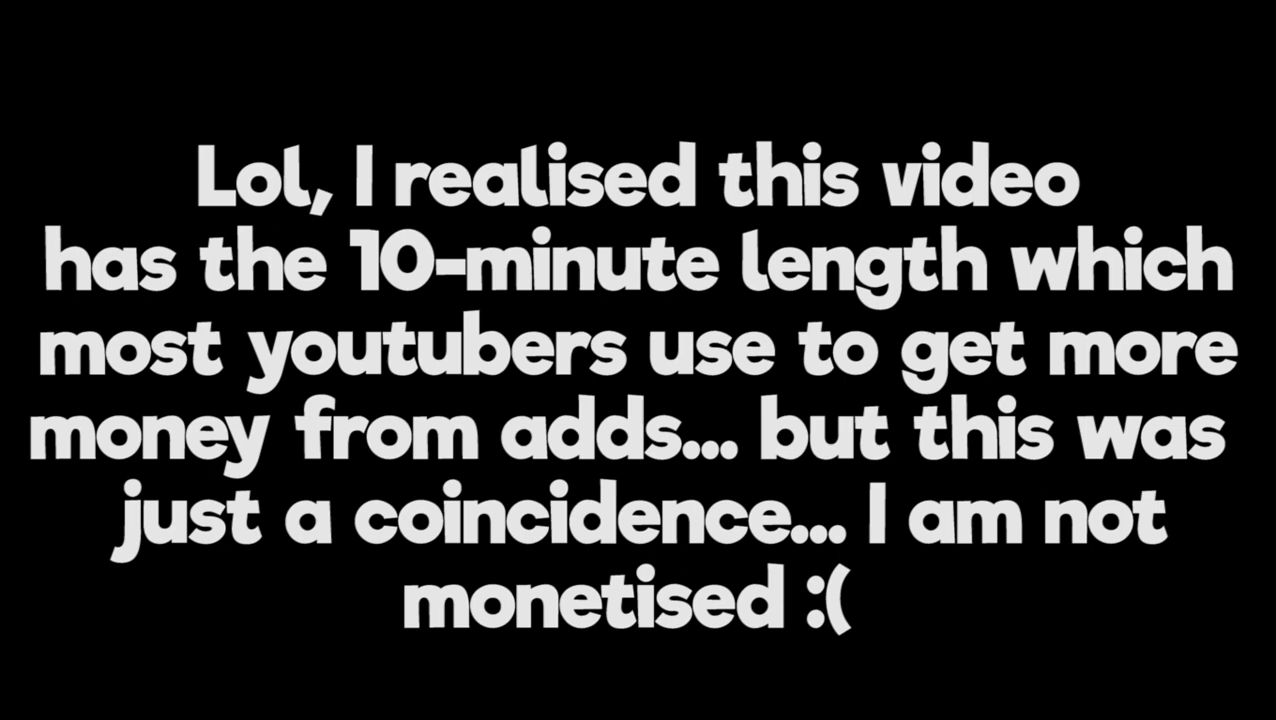 Lol, I realised this video
has the 10-minute length which
most youtubers use to get more
money from adds... but this was
just a coincidence... I am not
monetised :(